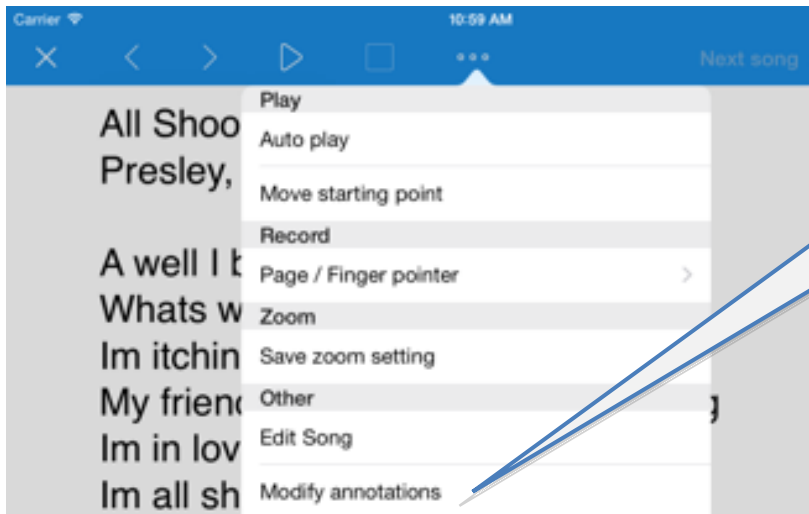 Carrier 10:59 AM
Next song
Play
All Shoo
Auto play
Presley,
Move starting point
Record
A well I b
Page / Finger pointer
Whats w
Zoom
Im itchin
Save zoom setting
My friend g
Other
Im in lov
Edit Song
Im all sh
Modify annotations